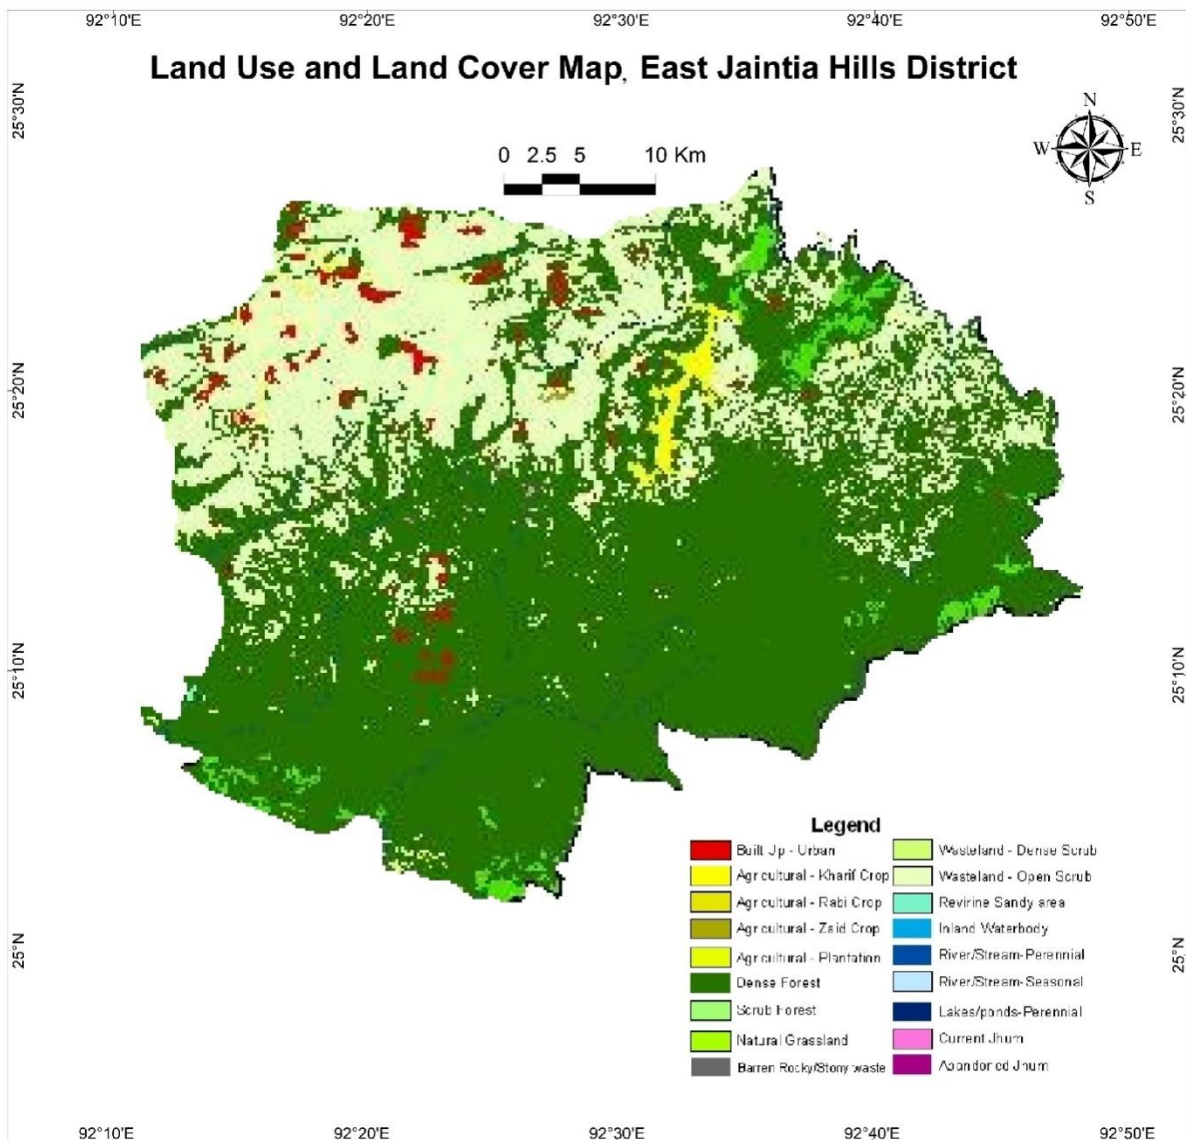 92°10'E 92°20'E 92°30'E 92°40'E 92°50'E
Land Use and Land Cover Map, East Jaintia Hills District
25°30'N
25°30'N
N
W E
S
0 2.5 5 10 Km
25°20'N
25°20'N
25°10'N
25°10'N
25°N
25°N
Legend
Built Up - Urban
Agricultural - Kharif Crop
Agricultural - Rabi Crop
Agricultural - Zaid Crop
Agricultural - Plantation
Dense Forest
Scrub Forest
Natural Grassland
Barren Rocky/Stony waste
Wasteland - Dense Scrub
Wasteland - Open Scrub
Revirine Sandy area
Inland Waterbody
River/Stream-Perennial
River/Stream-Seasonal
Lakes/ponds-Perennial
Current Jhum
Abandoned Jhum
92°10'E 92°20'E 92°30'E 92°40'E 92°50'E